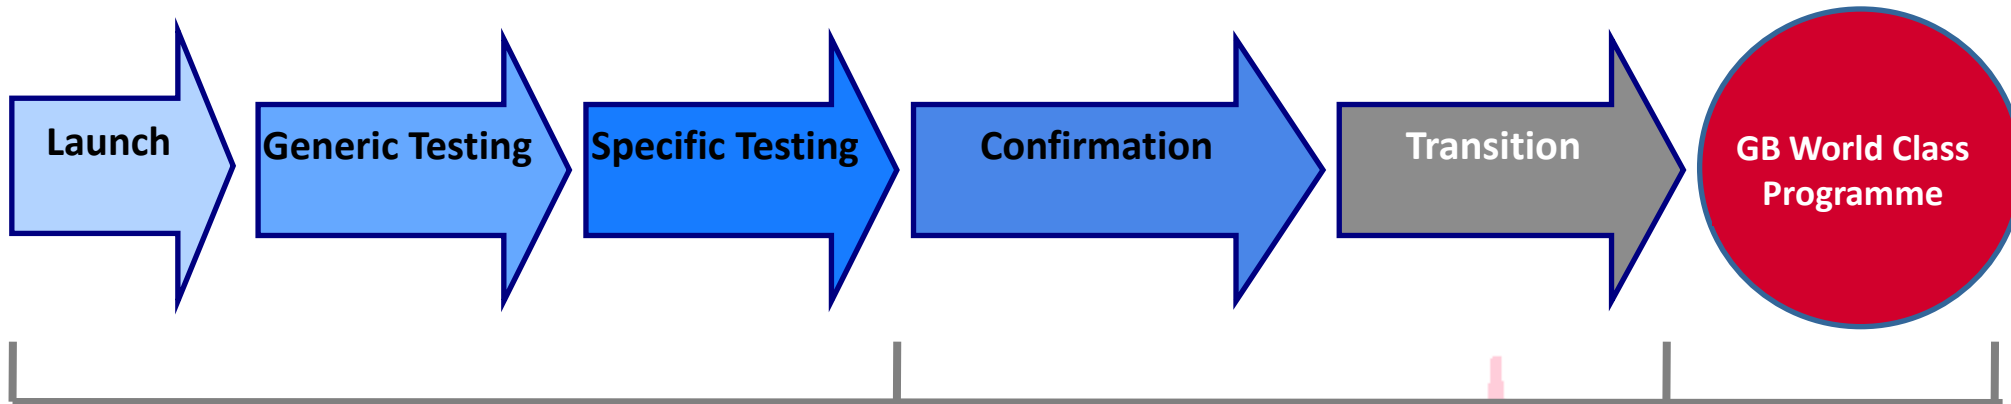 Launch
Generic Testing
Specific Testing
Confirmation
Transition
GB World Class
Programme